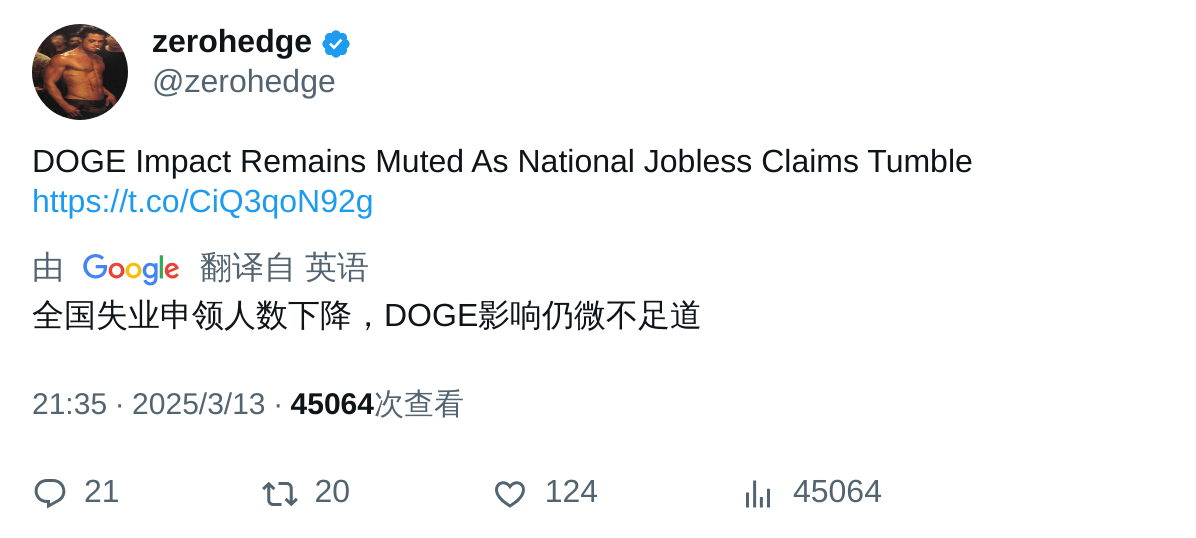 zerohedge
@zerohedge
DOGE Impact Remains Muted As National Jobless Claims Tumble
https://t.co/CiQ3qoN92g
由 Google 翻译自 英语
全国失业申领人数下降，DOGE影响仍微不足道
21:35 · 2025/3/13 · 45064次查看
21 20 124 45064